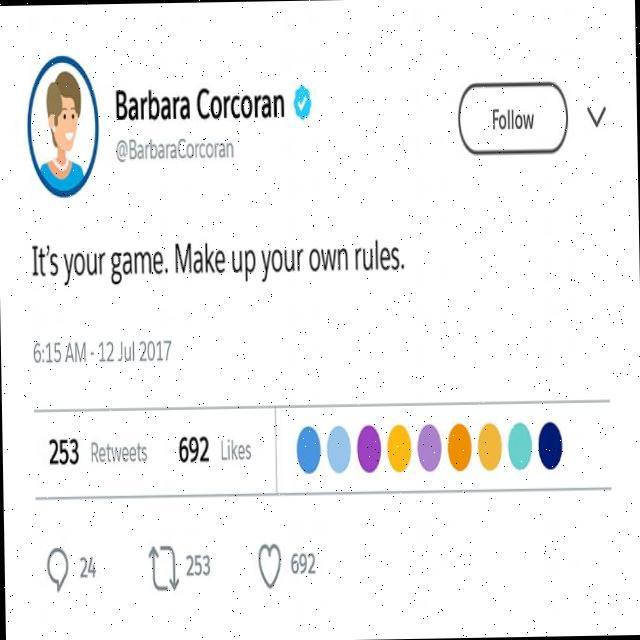 Barbara Corcoran
Follow
@BarbaraCorcoran
It's your game. Make up your own rules.
6:15 AM - 12 Jul 2017
253 Retweets 692 Likes
24 253 692